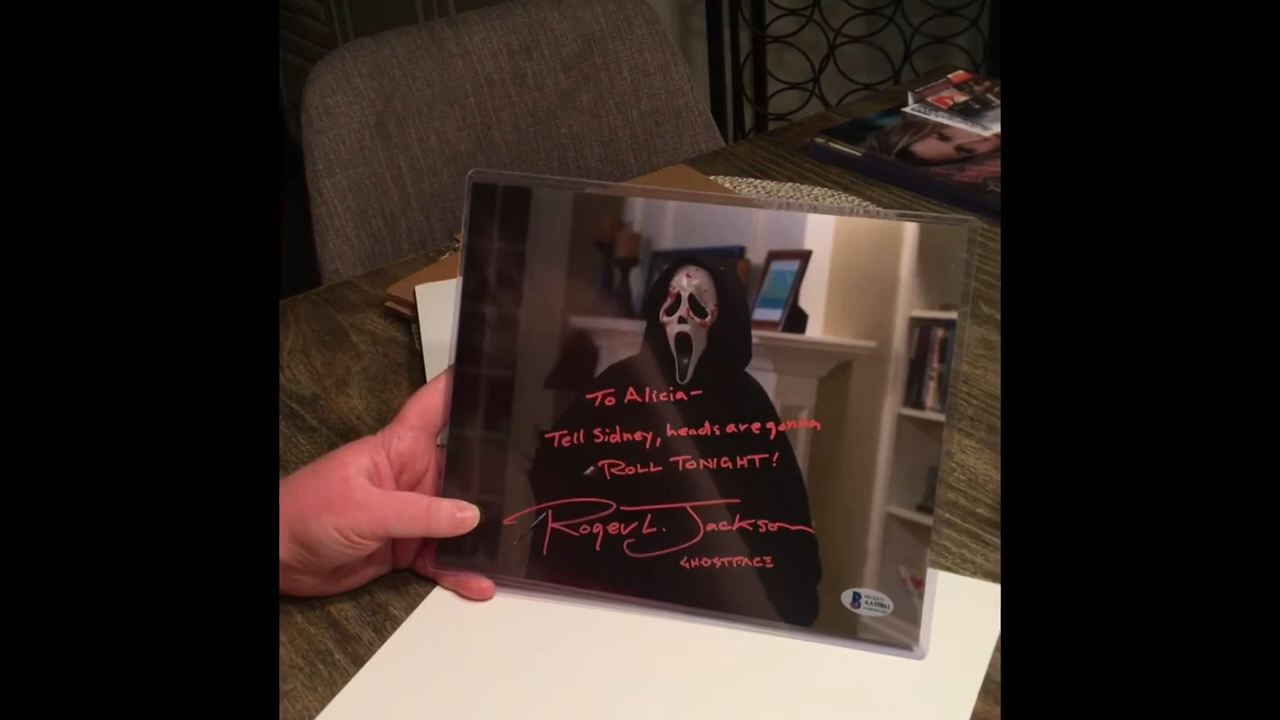 To Alicia-
Tell Sidney, heads are gonna
ROLL TONIGHT!
Roger L. Jackson
GHOSTFACE